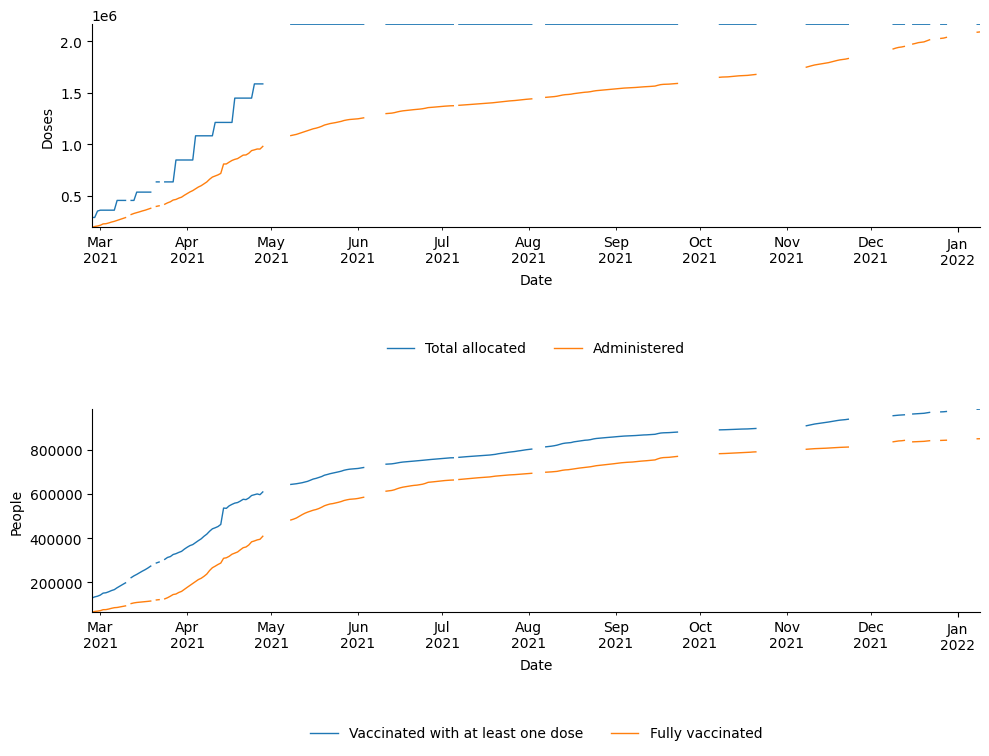 1e6
2.0
1.5
1.0
0.5
Doses
Mar Apr May Jun Jul Aug Sep Oct Nov Dec Jan
2021 2021 2021 2021 2021 2021 2021 2021 2021 2021 2022
Date
Total allocated Administered
800000
600000
400000
200000
People
Mar Apr May Jun Jul Aug Sep Oct Nov Dec Jan
2021 2021 2021 2021 2021 2021 2021 2021 2021 2021 2022
Date
Vaccinated with at least one dose Fully vaccinated